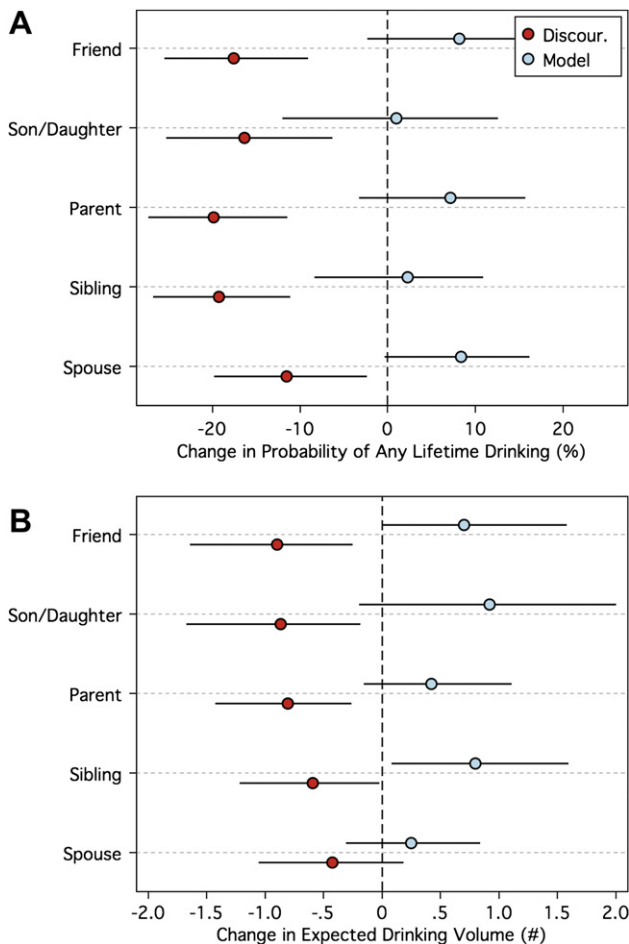 A
Friend
Discour.
Model
Son/Daughter
Parent
Sibling
Spouse
-20 -10 0 10 20
Change in Probability of Any Lifetime Drinking (%)
B
Friend
Son/Daughter
Parent
Sibling
Spouse
-2.0 -1.5 -1.0 -.5 0 .5 1.0 1.5 2.0
Change in Expected Drinking Volume (#)